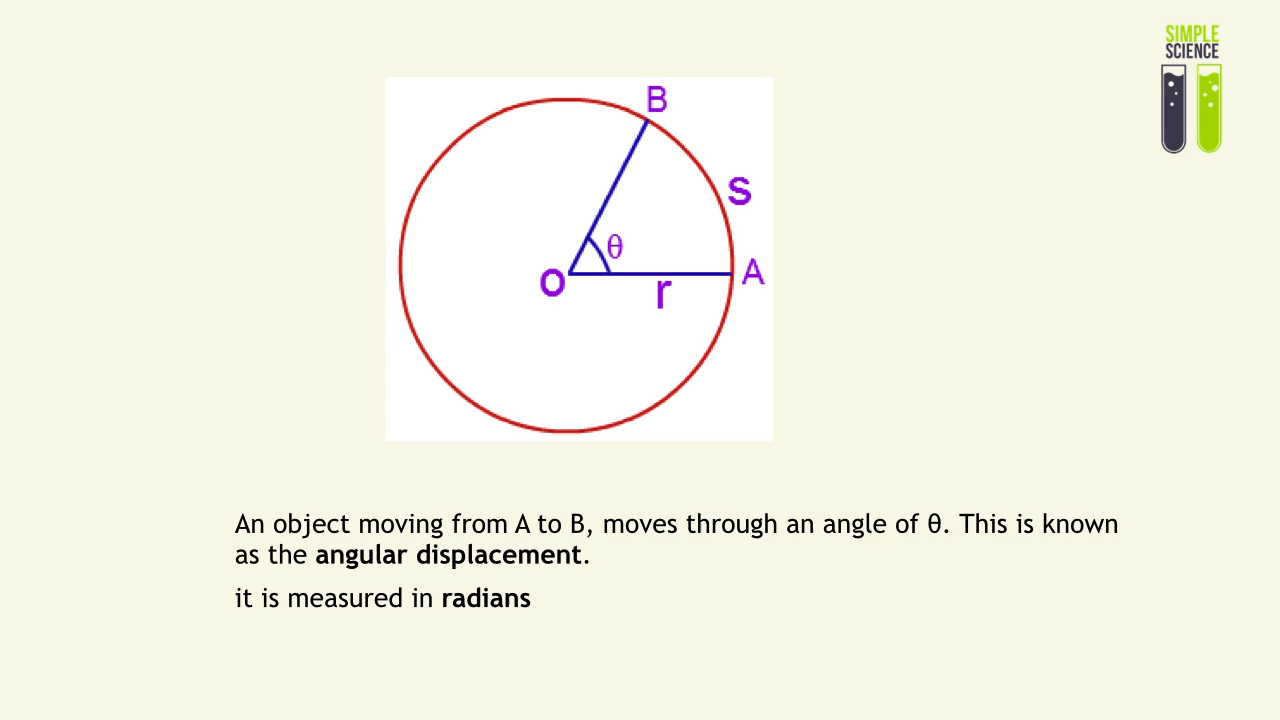 SIMPLE
SCIENCE
B
S
θ
O
A
r
An object moving from A to B, moves through an angle of θ. This is known
as the angular displacement.
it is measured in radians